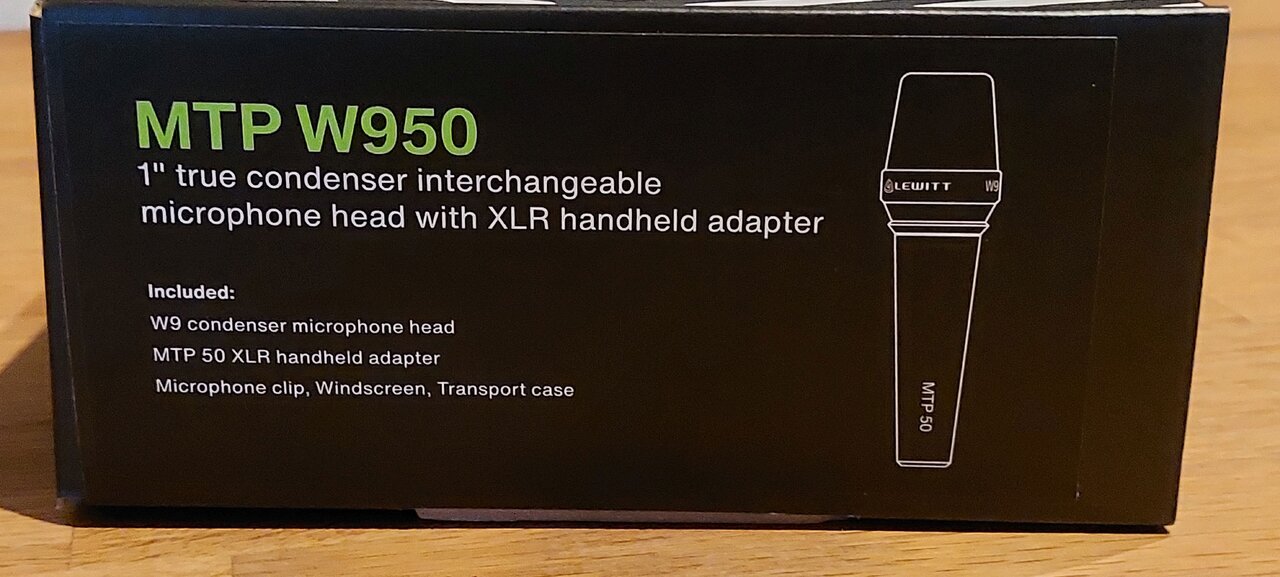 MTP W950
1" true condenser interchangeable
microphone head with XLR handheld adapter
Included:
W9 condenser microphone head
MTP 50 XLR handheld adapter
Microphone clip, Windscreen, Transport case
LEWITT W9
MTP 50